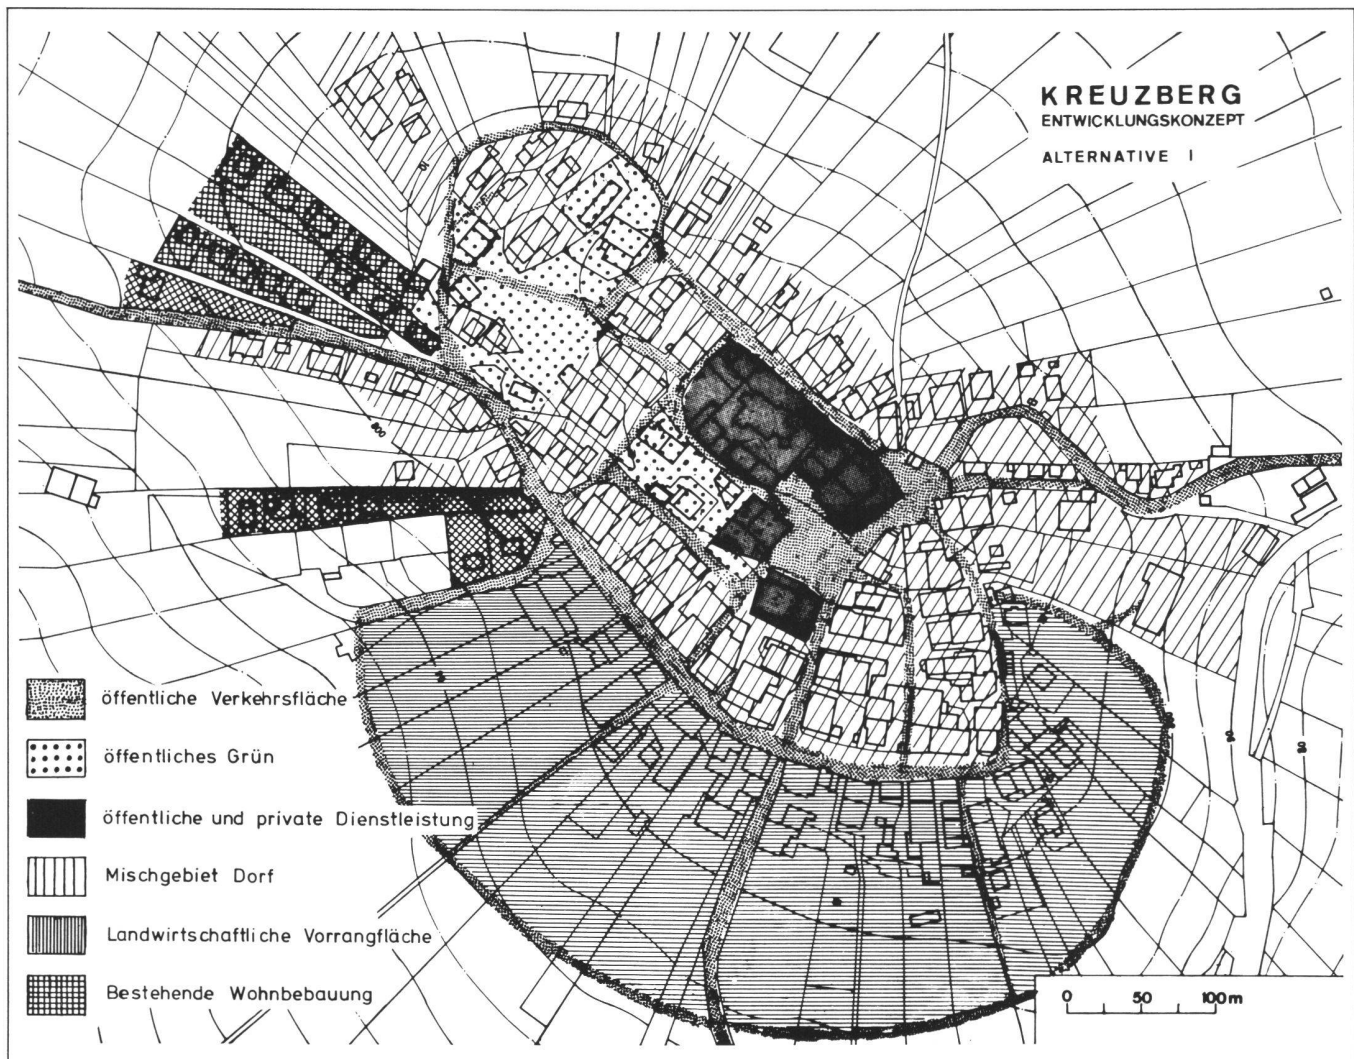 KREUZBERG
ENTWICKLUNGSKONZEPT
ALTERNATIVE I
800
öffentliche Verkehrsfläche
öffentliches Grün
öffentliche und private Dienstleistung
Mischgebiet Dorf
Landwirtschaftliche Vorrangfläche
Bestehende Wohnbebauung
0 50 100m